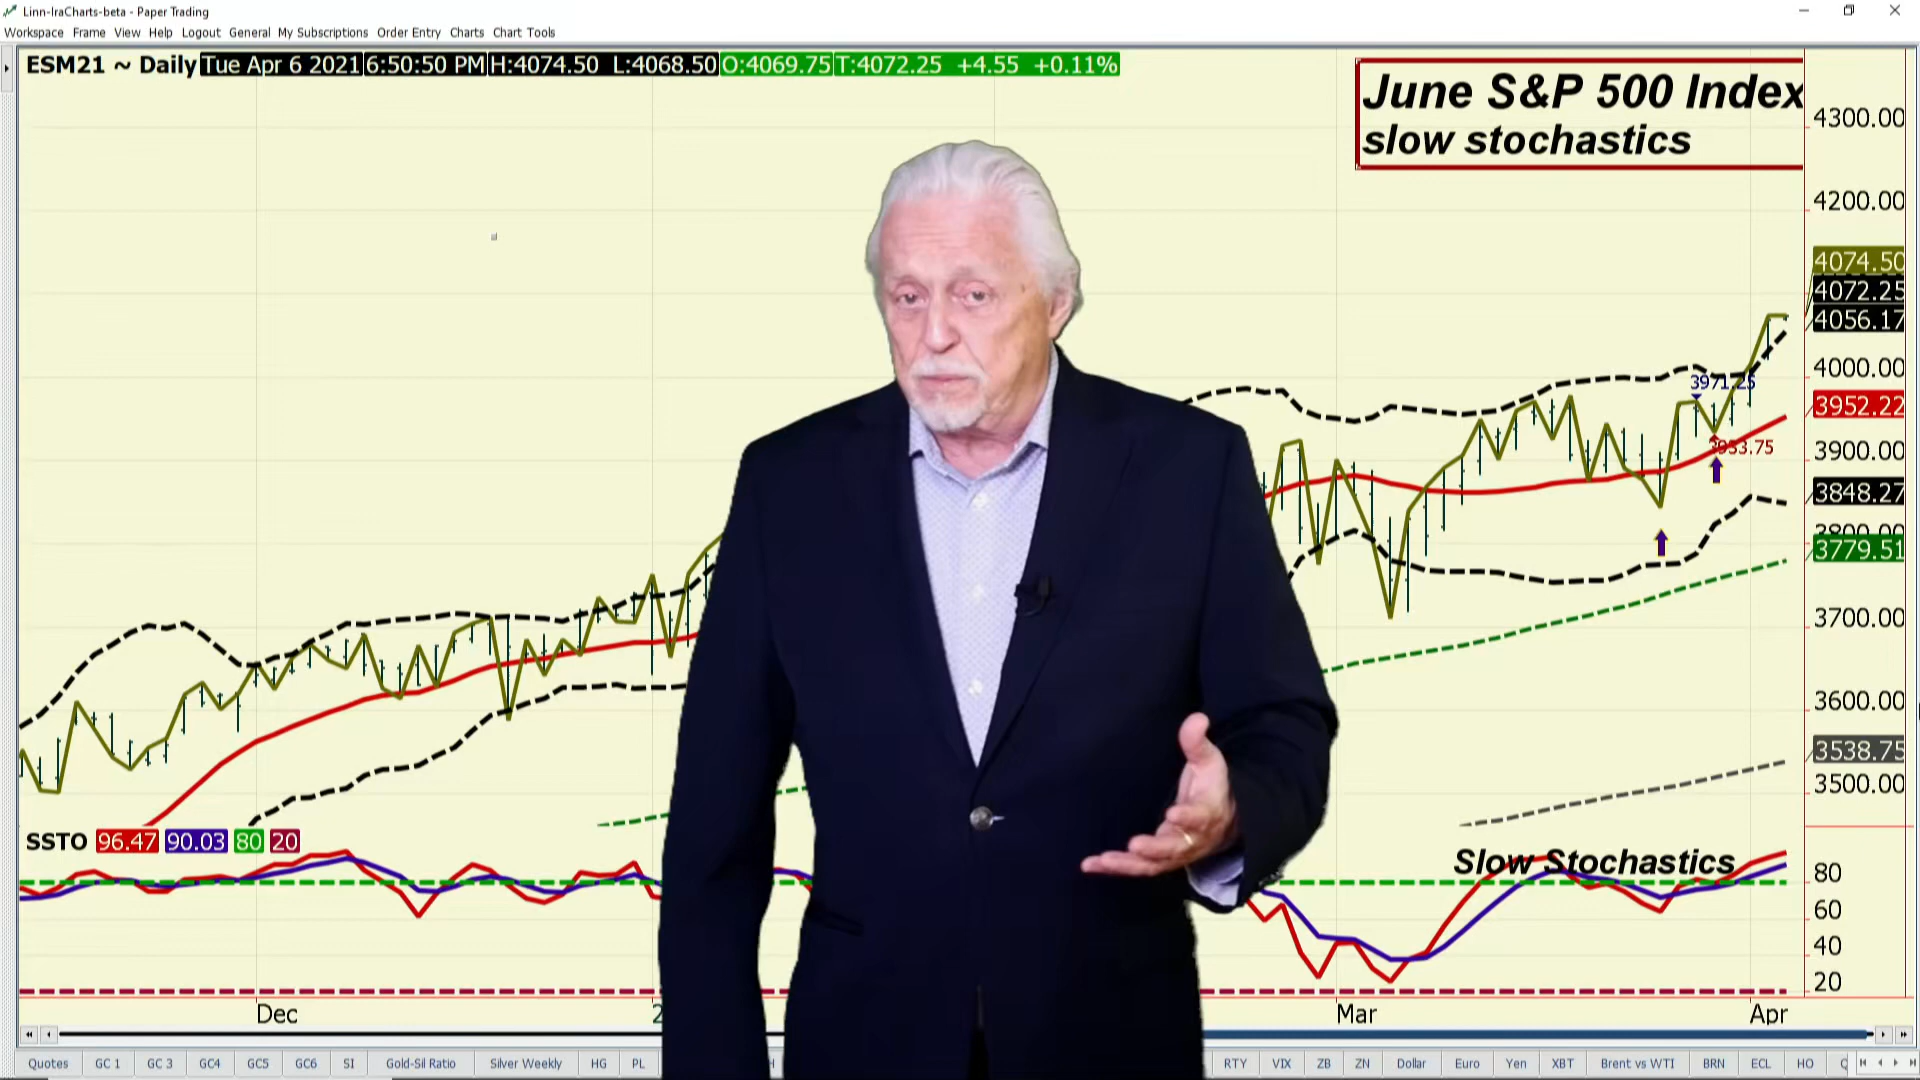 Linn-IraCharts-beta - Paper Trading
Workspace Frame View Help Logout General My Subscriptions Order Entry Charts Chart Tools
ESM21 ~ Daily Tue Apr 6 2021 6:50:50 PM H:4074.50 L:4068.50 O:4069.75 T:4072.25 +4.55 +0.11%
June S&P 500 Index
slow stochastics
4300.00
4200.00
4074.50
4072.25
4056.17
4000.00
3971.25
3952.22
3933.75
3900.00
3848.27
3800.00
3779.51
3700.00
3600.00
3538.75
3500.00
SSTO 96.47 90.03 80 20
Slow Stochastics
80
60
40
20
Dec
2
Mar
Apr
Quotes GC 1 GC 3 GC4 GC5 GC6 SI Gold-Sil Ratio Silver Weekly HG PL RTY VIX ZB ZN Dollar Euro Yen XBT Brent vs WTI BRN ECL HO